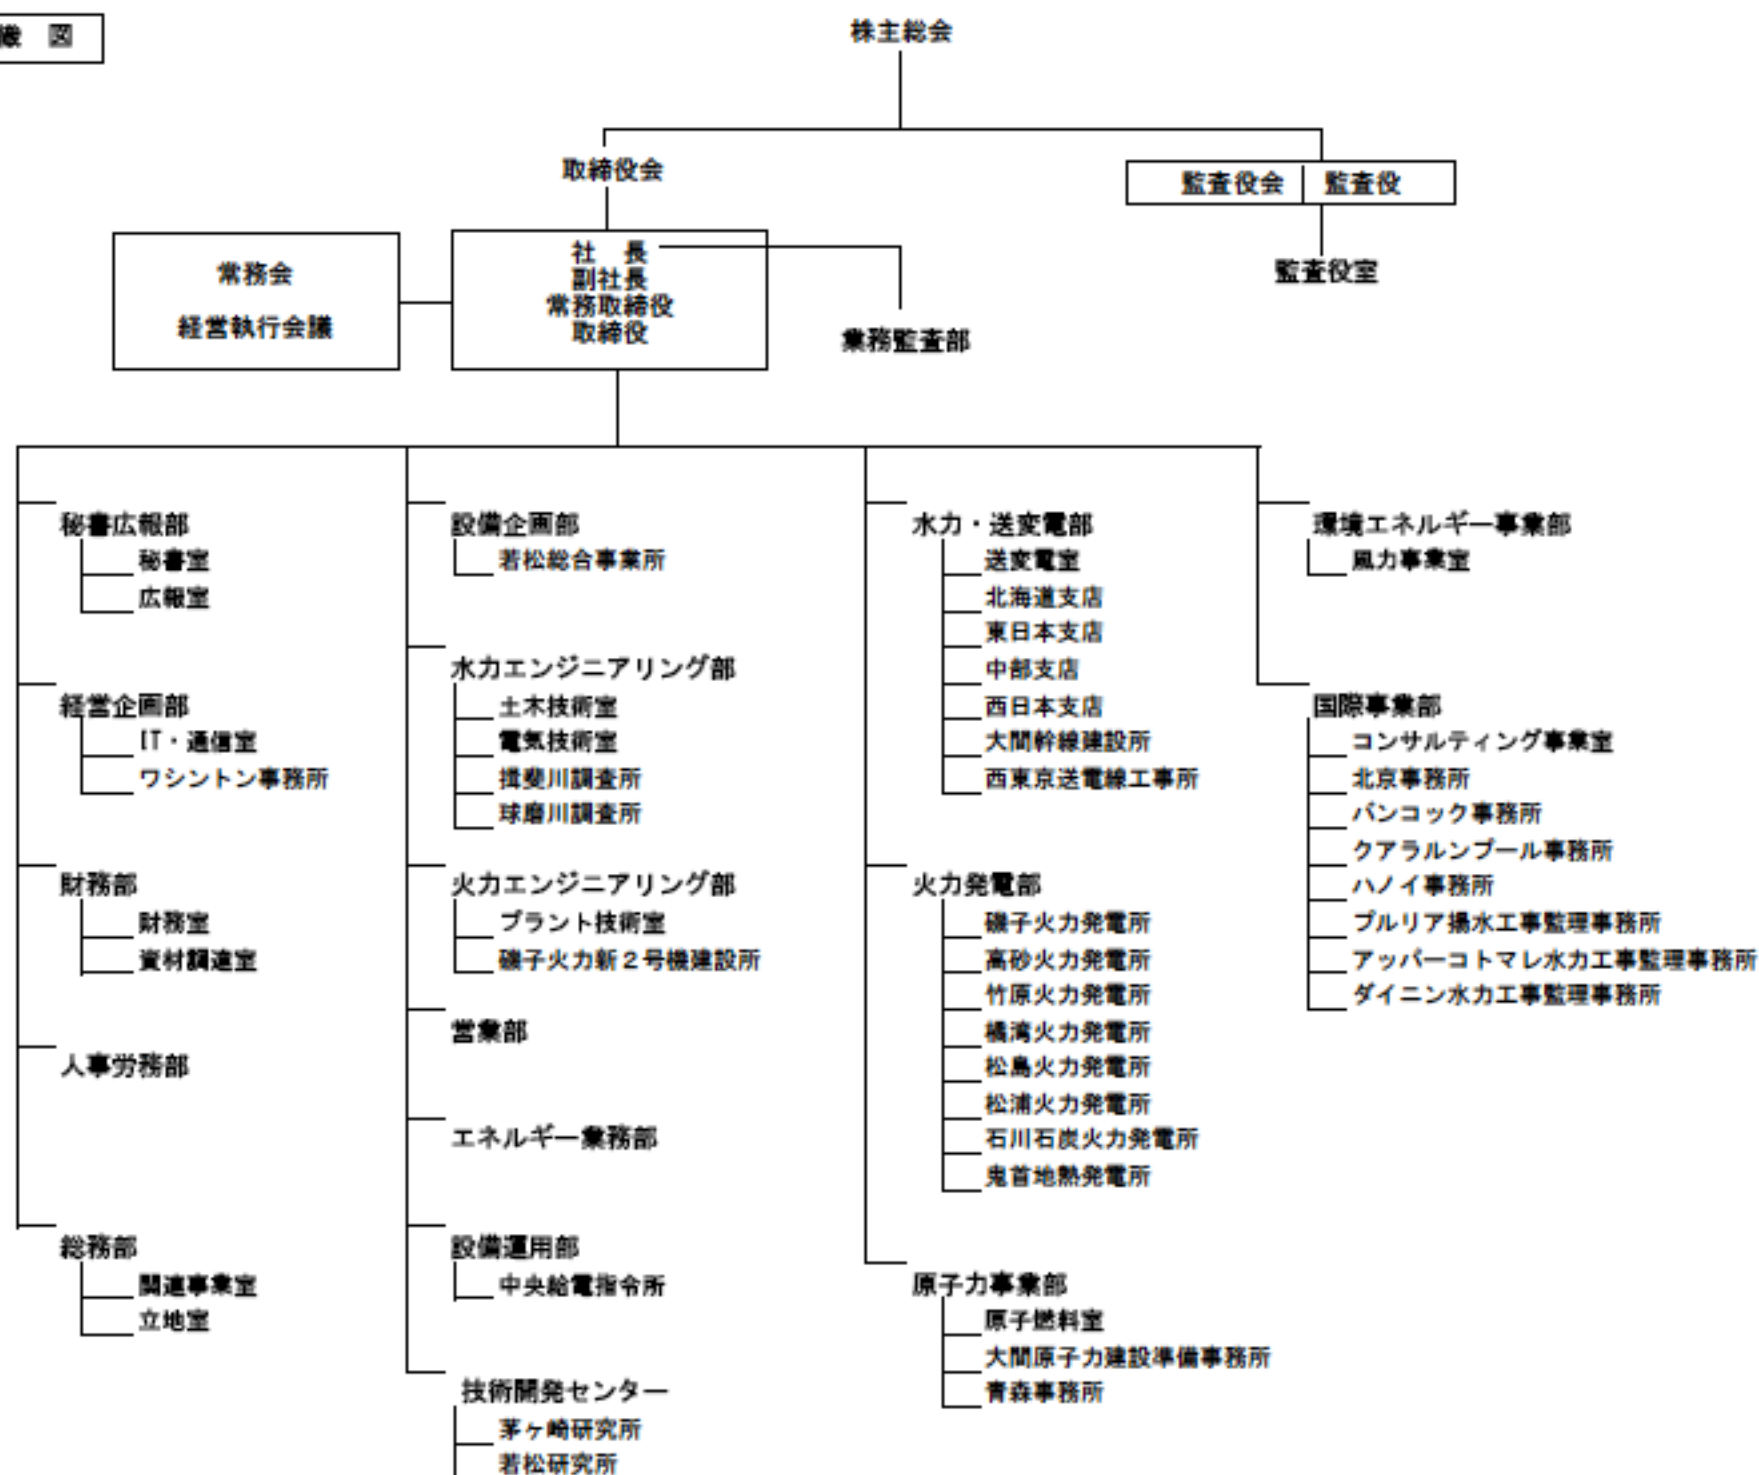 機 図
株主総会
取締役会
監査役会 監査役
監査役室
常務会
経営執行会議
社 長
副社長
常務取締役
取締役
業務監査部
秘書広報部
秘書室
広報室
経営企画部
IT・通信室
ワシントン事務所
財務部
財務室
資材調達室
人事労務部
総務部
関連事業室
立地室
設備企画部
若松総合事業所
水力エンジニアリング部
土木技術室
電気技術室
揖斐川調査所
球磨川調査所
火力エンジニアリング部
プラント技術室
磯子火力新２号機建設所
営業部
エネルギー業務部
設備運用部
中央給電指令所
技術開発センター
茅ヶ崎研究所
若松研究所
水力・送変電部
送変電室
北海道支店
東日本支店
中部支店
西日本支店
大間幹線建設所
西東京送電線工事所
火力発電部
磯子火力発電所
高砂火力発電所
竹原火力発電所
橘湾火力発電所
松島火力発電所
松浦火力発電所
石川石炭火力発電所
鬼首地熱発電所
原子力事業部
原子燃料室
大間原子力建設準備事務所
青森事務所
環境エネルギー事業部
風力事業室
国際事業部
コンサルティング事業室
北京事務所
バンコック事務所
クアラルンプール事務所
ハノイ事務所
プルリア揚水工事監理事務所
アッパーコトマレ水力工事監理事務所
ダイニン水力工事監理事務所